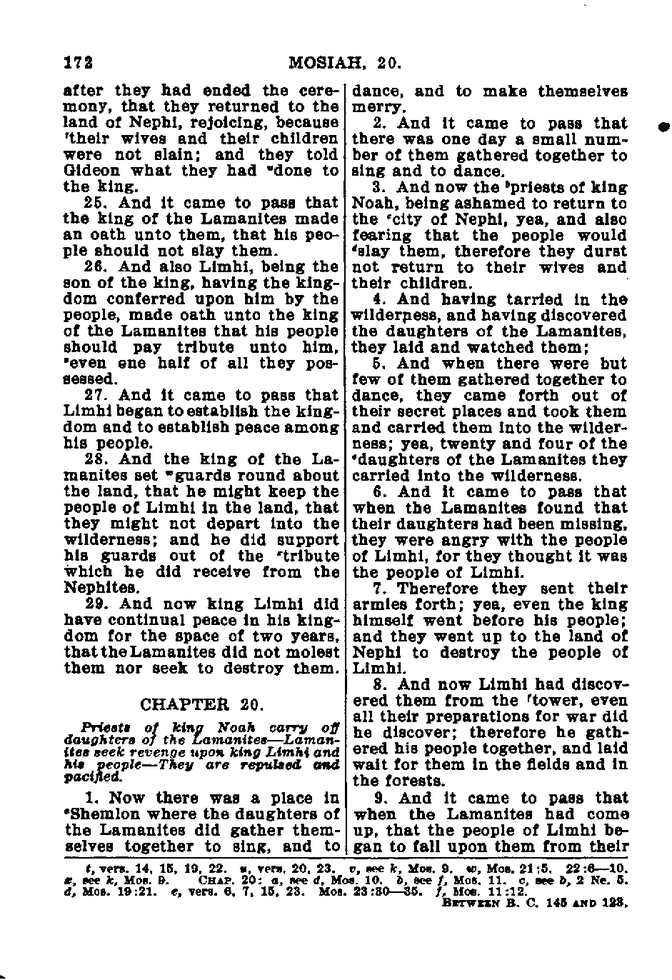 172
MOSIAH, 20.
after they had ended the cere-
mony, that they returned to the
land of Nephi, rejoicing, because
ᵗtheir wives and their children
were not slain; and they told
Gideon what they had ᵘdone to
the king.
25. And it came to pass that
the king of the Lamanites made
an oath unto them, that his peo-
ple should not slay them.
26. And also Limhi, being the
son of the king, having the king-
dom conferred upon him by the
people, made oath unto the king
of the Lamanites that his people
should pay tribute unto him,
ᵛeven one half of all they pos-
sessed.
27. And it came to pass that
Limhi began to establish the king-
dom and to establish peace among
his people.
28. And the king of the La-
manites set ʷguards round about
the land, that he might keep the
people of Limhi in the land, that
they might not depart into the
wilderness; and he did support
his guards out of the ˣtribute
which he did receive from the
Nephites.
29. And now king Limhi did
have continual peace in his king-
dom for the space of two years,
that the Lamanites did not molest
them nor seek to destroy them.
CHAPTER 20.
Priests of king Noah carry off
daughters of the Lamanites—Laman-
ites seek revenge upon king Limhi and
his people—They are repulsed and
pacified.
1. Now there was a place in
ᵃShemlon where the daughters of
the Lamanites did gather them-
selves together to sing, and to
dance, and to make themselves
merry.
2. And it came to pass that
there was one day a small num-
ber of them gathered together to
sing and to dance.
3. And now the ᵇpriests of king
Noah, being ashamed to return to
the ᶜcity of Nephi, yea, and also
fearing that the people would
ᵈslay them, therefore they durst
not return to their wives and
their children.
4. And having tarried in the
wilderness, and having discovered
the daughters of the Lamanites,
they laid and watched them;
5. And when there were but
few of them gathered together to
dance, they came forth out of
their secret places and took them
and carried them into the wilder-
ness; yea, twenty and four of the
ᵉdaughters of the Lamanites they
carried into the wilderness.
6. And it came to pass that
when the Lamanites found that
their daughters had been missing,
they were angry with the people
of Limhi, for they thought it was
the people of Limhi.
7. Therefore they sent their
armies forth; yea, even the king
himself went before his people;
and they went up to the land of
Nephi to destroy the people of
Limhi.
8. And now Limhi had discov-
ered them from the ᶠtower, even
all their preparations for war did
he discover; therefore he gath-
ered his people together, and laid
wait for them in the fields and in
the forests.
9. And it came to pass that
when the Lamanites had come
up, that the people of Limhi be-
gan to fall upon them from their
t, vers. 14, 15, 19, 22. u, vers. 20, 23. v, see k, Mos. 9. w, Mos. 21:5. 22:6—10.
x, see k, Mos. 9. CHAP. 20: a, see d, Mos. 10. b, see f, Mos. 11. c, see b, 2 Ne. 5.
d, Mos. 19:21. e, vers. 6, 7, 15, 23. Mos. 23:30—35. f, Mos. 11:12.
BETWEEN B. C. 145 AND 123.